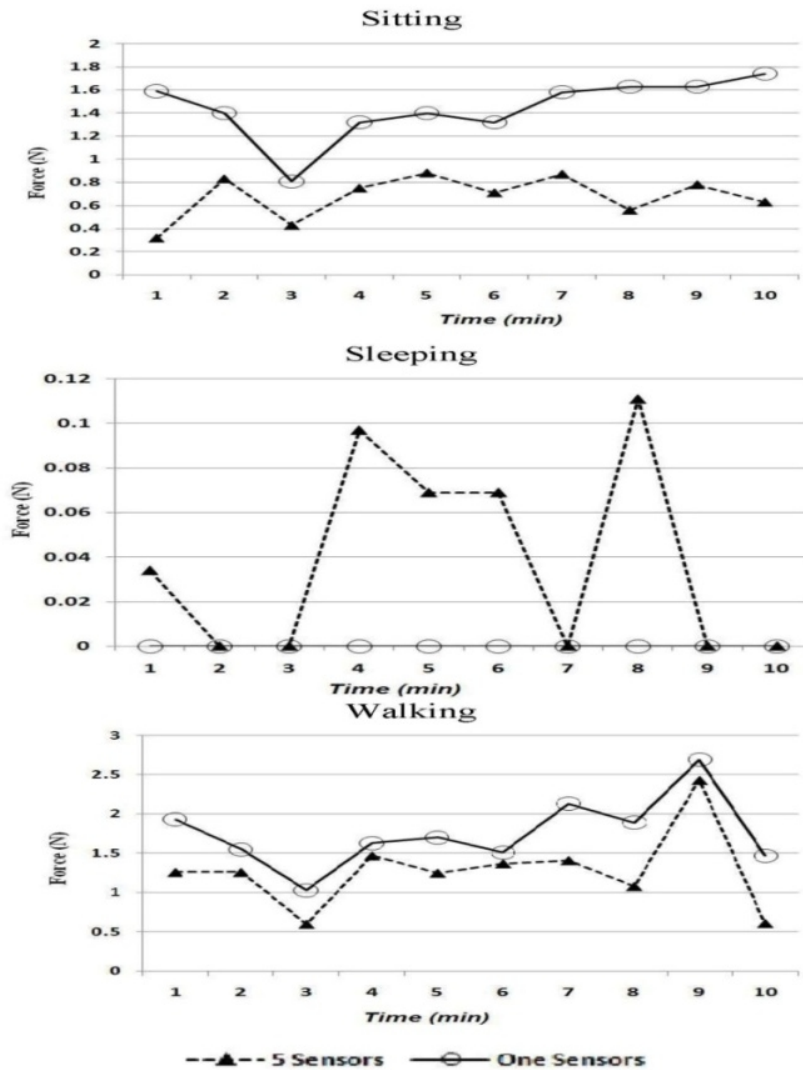 Sitting
2
1.8
1.6
1.4
1.2
1
0.8
0.6
0.4
0.2
0
Force (N)
1 2 3 4 5 6 7 8 9 10
Time (min)
Sleeping
0.12
0.1
0.08
0.06
0.04
0.02
0
Force (N)
1 2 3 4 5 6 7 8 9 10
Time (min)
Walking
3
2.5
2
1.5
1
0.5
0
Force (N)
1 2 3 4 5 6 7 8 9 10
Time (min)
5 Sensors One Sensors